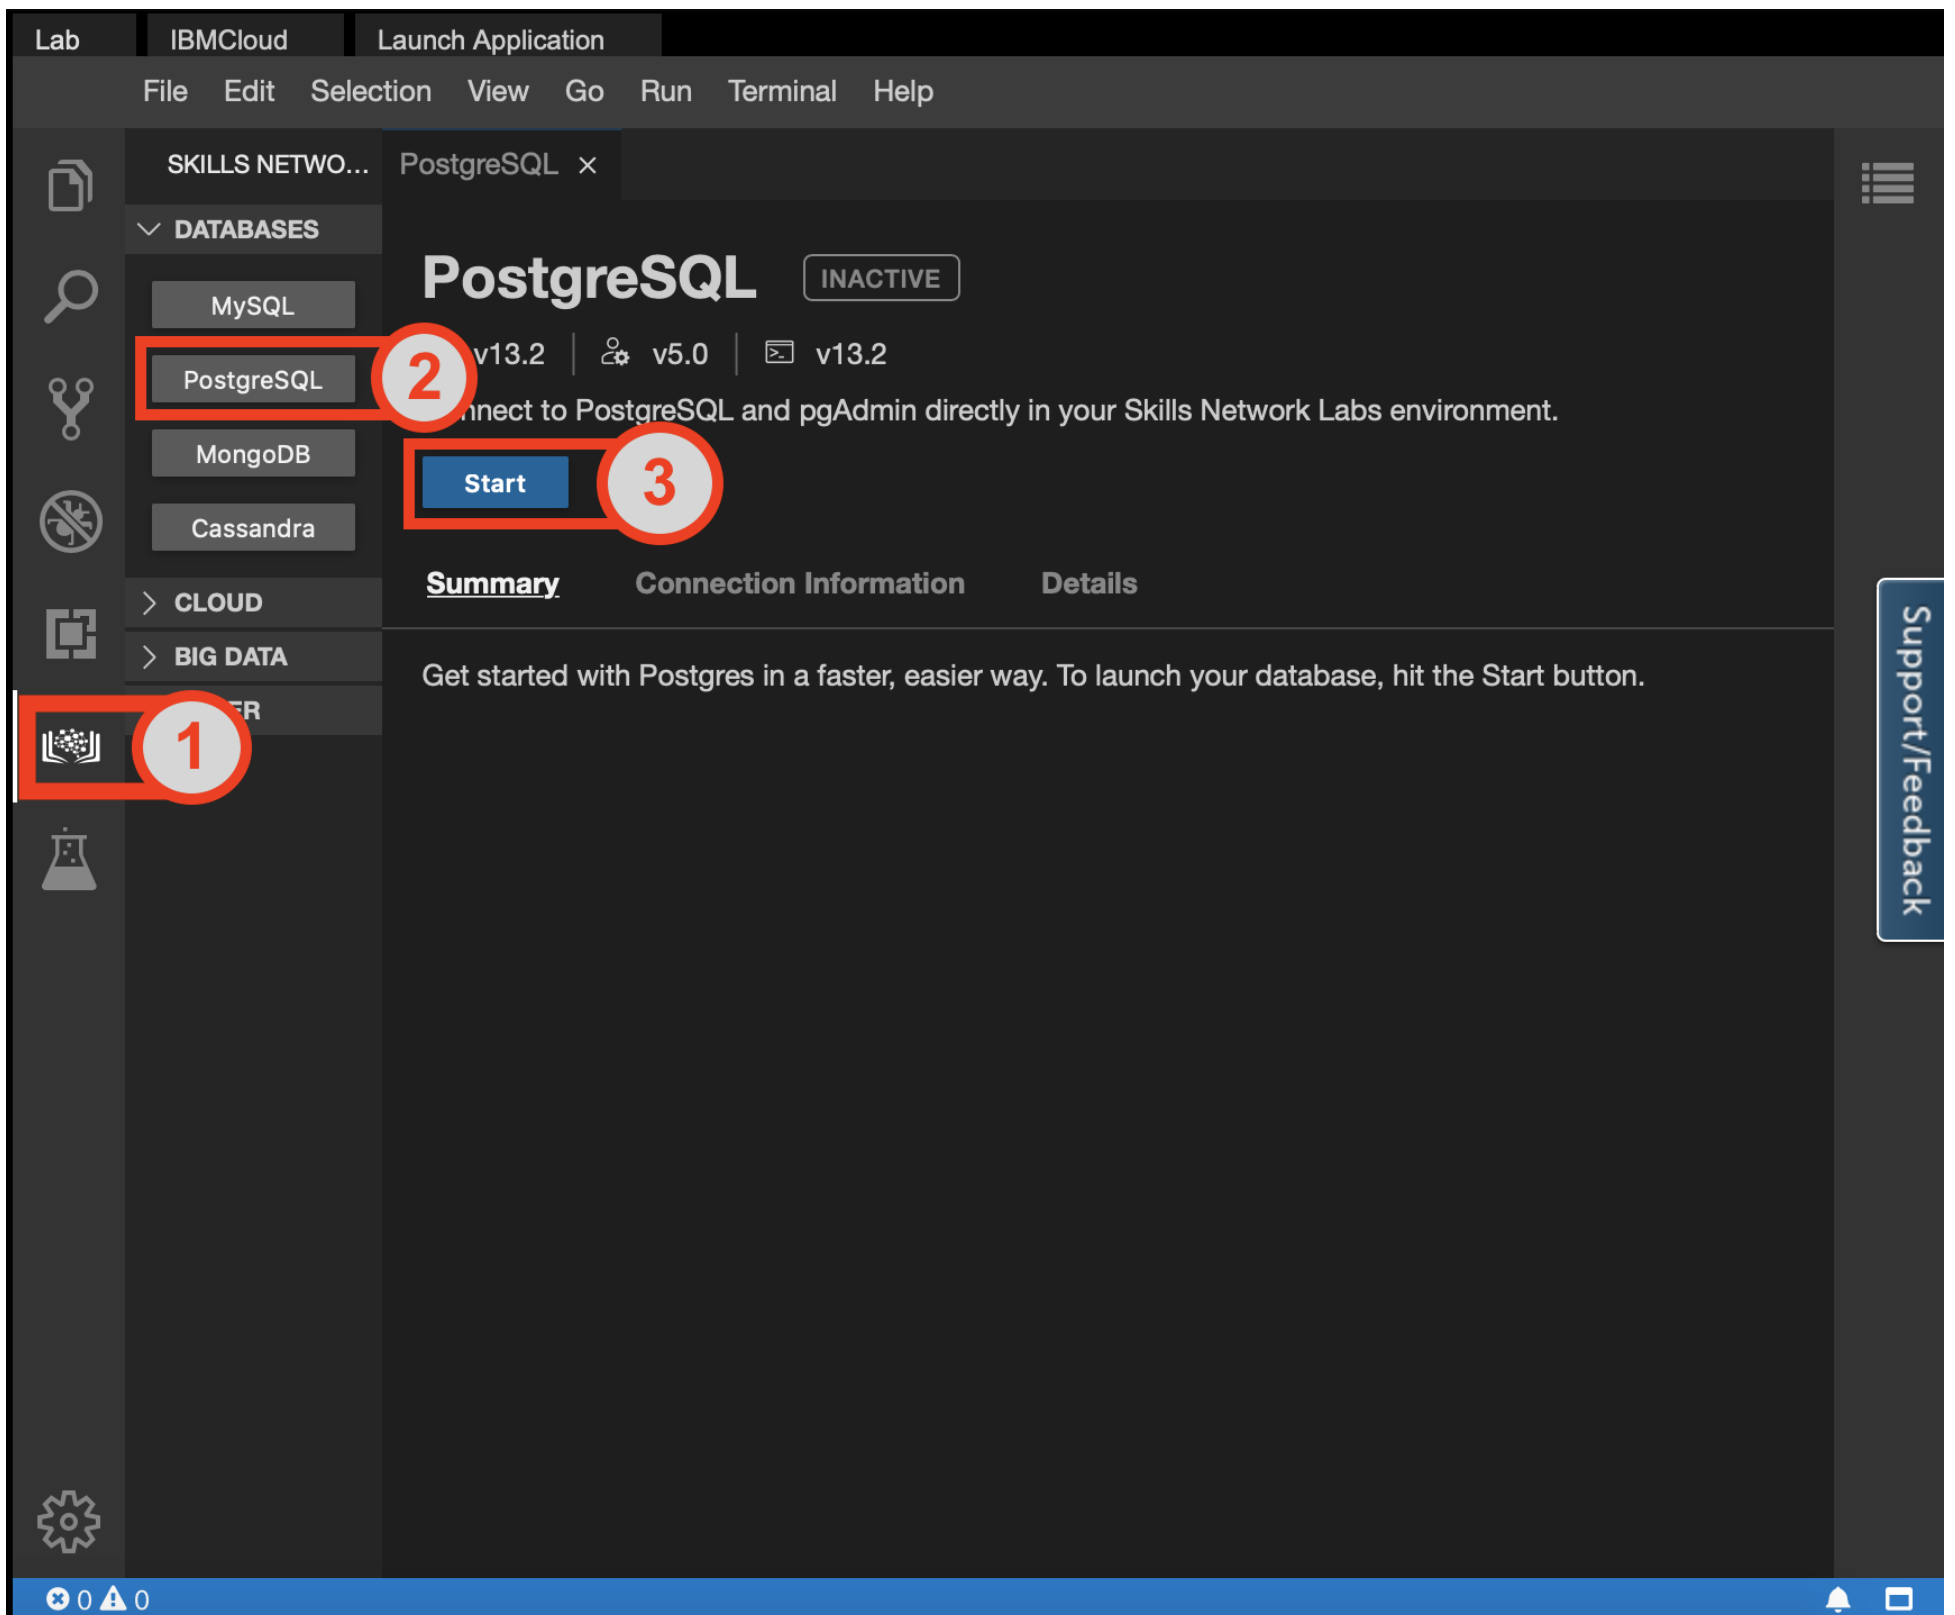 Lab IBMCloud Launch Application
File Edit Selection View Go Run Terminal Help
SKILLS NETWO...
PostgreSQL ×
DATABASES
MySQL
PostgreSQL
2
MongoDB
Cassandra
CLOUD
BIG DATA
ER
1
PostgreSQL INACTIVE
v13.2 v5.0 v13.2
nnect to PostgreSQL and pgAdmin directly in your Skills Network Labs environment.
Start
3
Summary Connection Information Details
Get started with Postgres in a faster, easier way. To launch your database, hit the Start button.
Support/Feedback
0 0